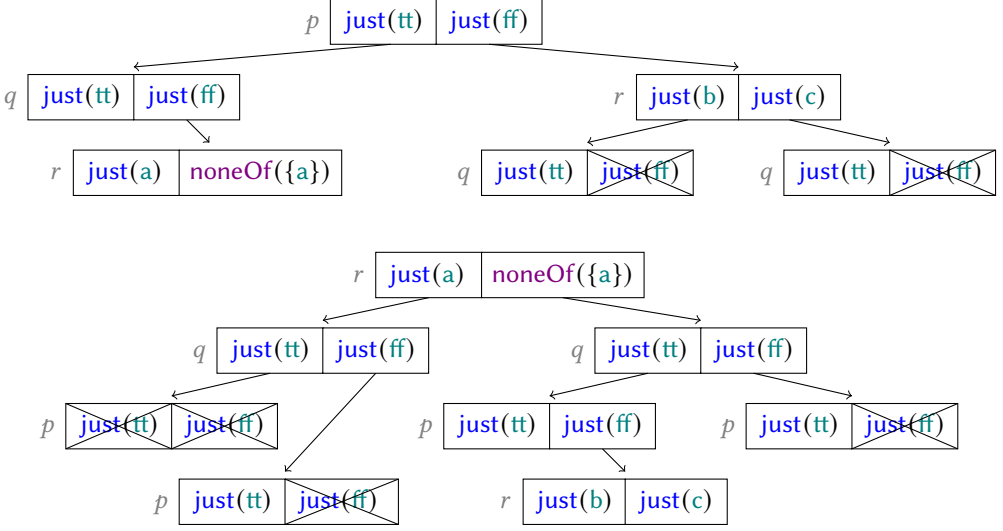 p just(tt) just(ff)
q just(tt) just(ff) r just(b) just(c)
r just(a) noneOf({a}) q just(tt) just(ff) q just(tt) just(ff)
r just(a) noneOf({a})
q just(tt) just(ff) q just(tt) just(ff)
p just(tt) just(ff) p just(tt) just(ff) p just(tt) just(ff)
p just(tt) just(ff) r just(b) just(c)